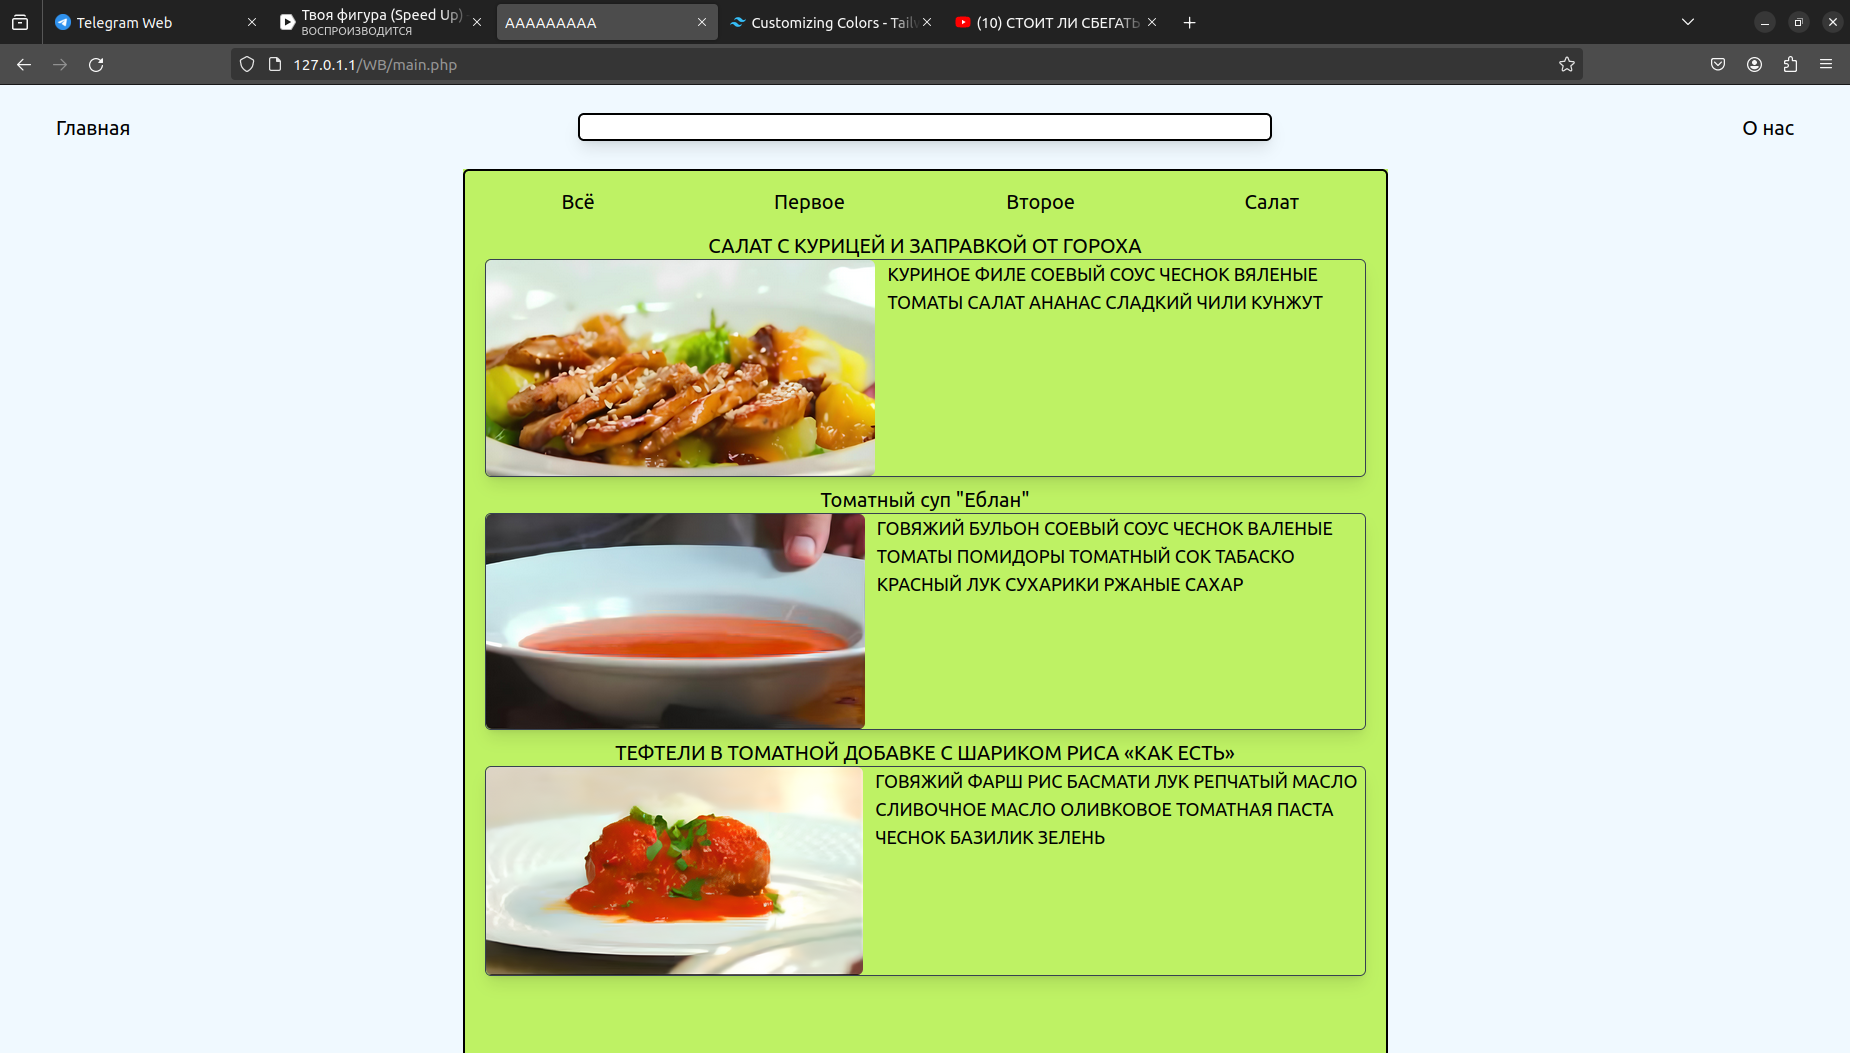 Telegram Web
Твоя фигура (Speed Up)
ВОСПРОИЗВОДИТСЯ
AAAAAAAAA
Customizing Colors - Tailw
(10) СТОИТ ЛИ СБЕГАТЬ
127.0.1.1/WB/main.php
Главная
О нас
Всё Первое Второе Салат
САЛАТ С КУРИЦЕЙ И ЗАПРАВКОЙ ОТ ГОРОХА
КУРИНОЕ ФИЛЕ СОЕВЫЙ СОУС ЧЕСНОК ВЯЛЕНЫЕ
ТОМАТЫ САЛАТ АНАНАС СЛАДКИЙ ЧИЛИ КУНЖУТ
Томатный суп "Еблан"
ГОВЯЖИЙ БУЛЬОН СОЕВЫЙ СОУС ЧЕСНОК ВАЛЕНЫЕ
ТОМАТЫ ПОМИДОРЫ ТОМАТНЫЙ СОК ТАБАСКО
КРАСНЫЙ ЛУК СУХАРИКИ РЖАНЫЕ САХАР
ТЕФТЕЛИ В ТОМАТНОЙ ДОБАВКЕ С ШАРИКОМ РИСА «КАК ЕСТЬ»
ГОВЯЖИЙ ФАРШ РИС БАСМАТИ ЛУК РЕПЧАТЫЙ МАСЛО
СЛИВОЧНОЕ МАСЛО ОЛИВКОВОЕ ТОМАТНАЯ ПАСТА
ЧЕСНОК БАЗИЛИК ЗЕЛЕНЬ